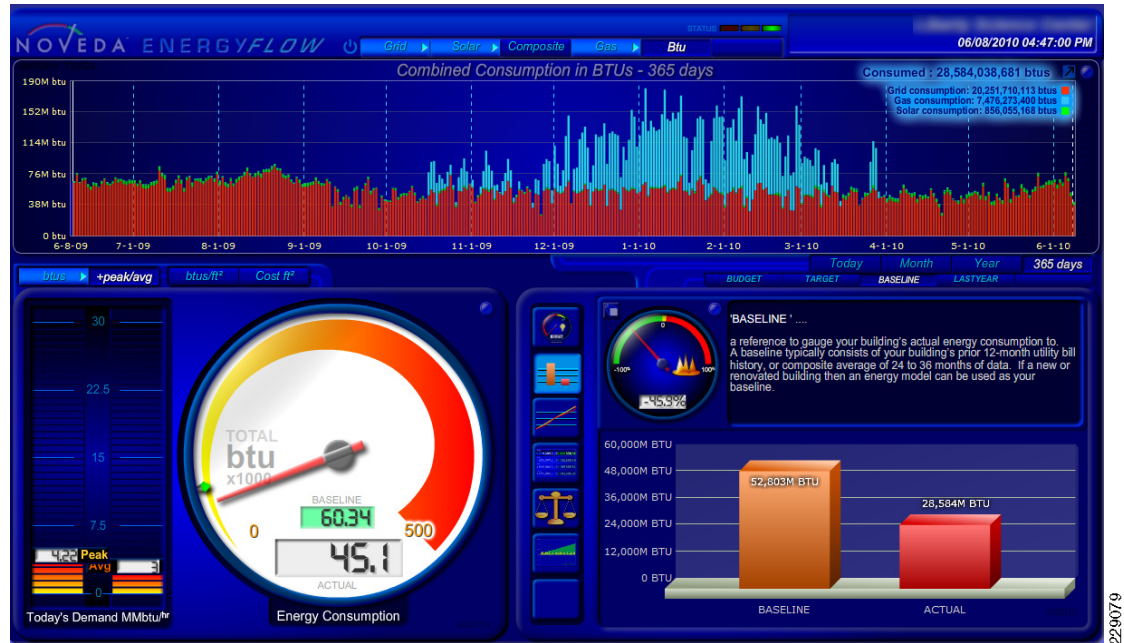 NOVEDA ENERGYFLOW
Grid Solar Composite Gas Btu
STATUS
06/08/2010 04:47:00 PM
Combined Consumption in BTUs - 365 days
Consumed : 28,584,038,681 btus
Grid consumption: 20,251,710,113 btus
Gas consumption: 7,476,273,400 btus
Solar consumption: 856,055,168 btus
190M btu
152M btu
114M btu
76M btu
38M btu
0 btu
6-8-09 7-1-09 8-1-09 9-1-09 10-1-09 11-1-09 12-1-09 1-1-10 2-1-10 3-1-10 4-1-10 5-1-10 6-1-10
Today Month Year 365 days
btus +peak/avg btus/ft² Cost ft²
BUDGET TARGET BASELINE LASTYEAR
30
22.5
15
7.5
4.22 Peak
Avg 3
0
Today's Demand MMbtu/hr
TOTAL
btu
x1000
BASELINE
60.34
0 500
45.1
ACTUAL
Energy Consumption
0
-100% 100%
-45.9%
'BASELINE ' ....
a reference to gauge your building's actual energy consumption to.
A baseline typically consists of your building's prior 12-month utility bill
history, or composite average of 24 to 36 months of data. If a new or
renovated building then an energy model can be used as your
baseline.
60,000M BTU
48,000M BTU
36,000M BTU
24,000M BTU
12,000M BTU
0 BTU
52,803M BTU
28,584M BTU
BASELINE ACTUAL
229079